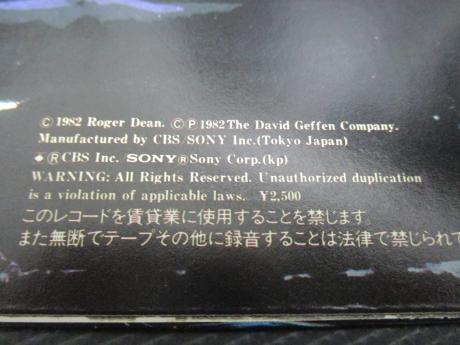 ©1982 Roger Dean. ©Ⓟ1982The David Geffen Company.
Manufactured by CBS/SONY Inc.(Tokyo Japan)
◆®CBS Inc. SONY®Sony Corp.(kp)
WARNING: All Rights Reserved. Unauthorized duplication
is a violation of applicable laws. ¥2,500
このレコードを賃貸業に使用することを禁じます。
また無断でテープその他に録音することは法律で禁じられて